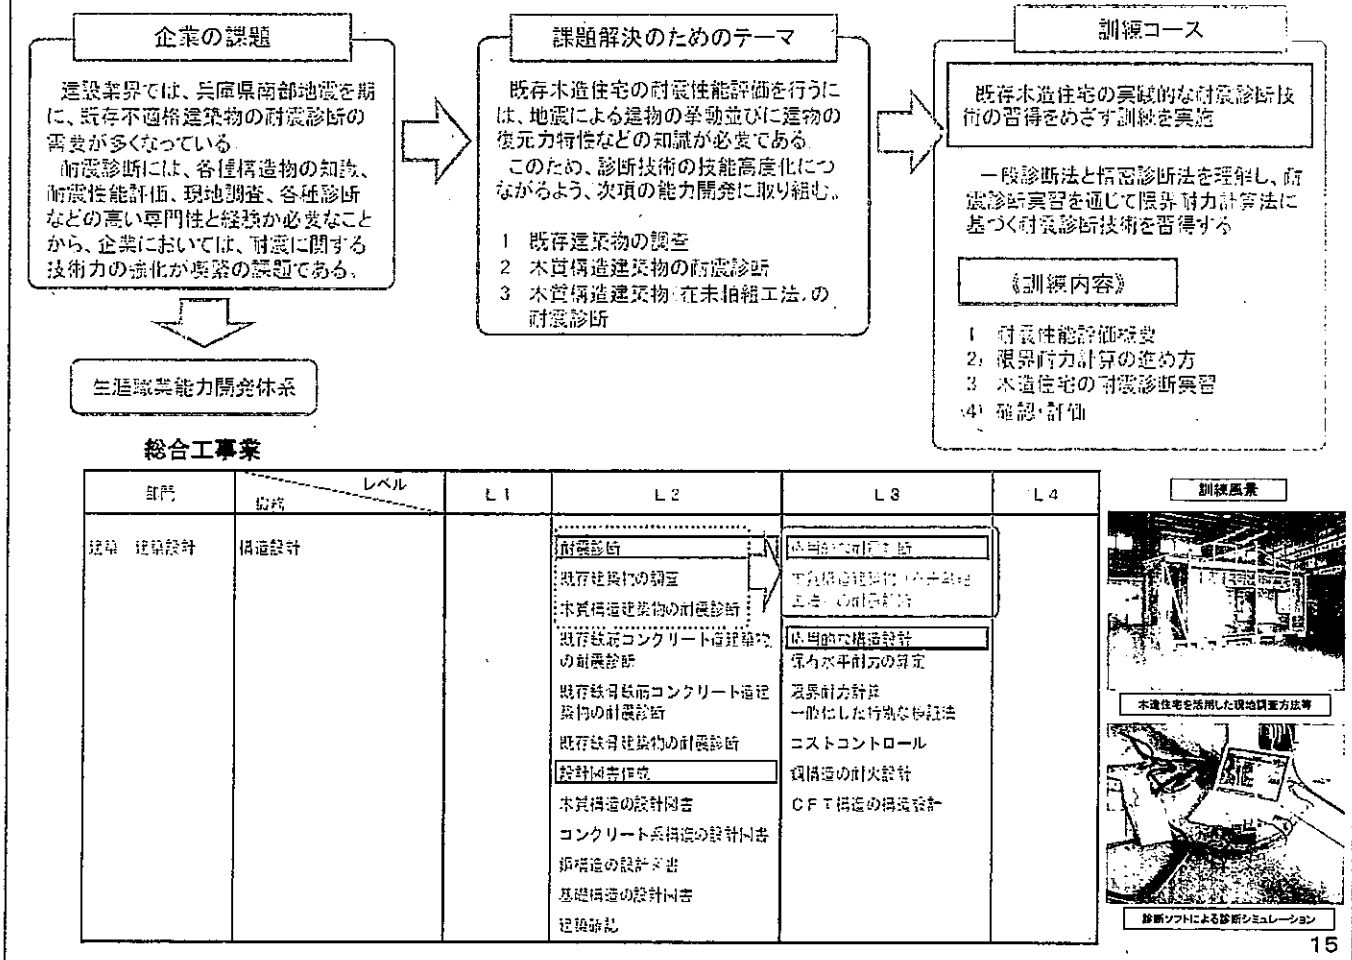 企業の課題
建設業界では、兵庫県南部地震を期
に、既存不適格建築物の耐震診断の
需要が多くなっている
耐震診断には、各種構造物の知識、
耐震性能評価、現地調査、各種診断
などの高い専門性と経験が必要なこと
から、企業においては、耐震に関する
技術力の強化が喫緊の課題である。
生涯職業能力開発体系
課題解決のためのテーマ
既存木造住宅の耐震性能評価を行うに
は、地震による建物の挙動並びに建物の
復元力特性などの知識が必要である
このため、診断技術の技能高度化につ
ながるよう、次項の能力開発に取り組む。
1 既存建築物の調査
2 木質構造建築物の耐震診断
3 木質構造建築物(在来軸組工法)の
耐震診断
訓練コース
既存木造住宅の実践的な耐震診断技
術の習得をめざす訓練を実施
一般診断法と精密診断法を理解し、耐
震診断実習を通じて限界耐力計算法に
基づく耐震診断技術を習得する
《訓練内容》
1 耐震性能評価概要
2) 限界耐力計算の進め方
3 木造住宅の耐震診断実習
(4) 確認・評価
総合工事業
部門 職務 レベル L1 L2 L3 L4
建築 建築設計 構造設計
耐震診断
既存建築物の調査
木質構造建築物の耐震診断
既存鉄筋コンクリート造建築物
の耐震診断
既存鉄骨鉄筋コンクリート造建
築物の耐震診断
既存鉄骨建築物の耐震診断
設計図書作成
木質構造の設計図書
コンクリート系構造の設計図書
鋼構造の設計図書
基礎構造の設計図書
建築確認
応用的な耐震診断
木質構造建築物(在来軸組
工法)の耐震診断
応用的な構造設計
保有水平耐力の算定
限界耐力計算
一般化した特別な検証法
コストコントロール
鋼構造の耐火設計
CFT構造の構造設計
訓練風景
木造住宅を活用した現地調査方法等
診断ソフトによる診断シミュレーション
15